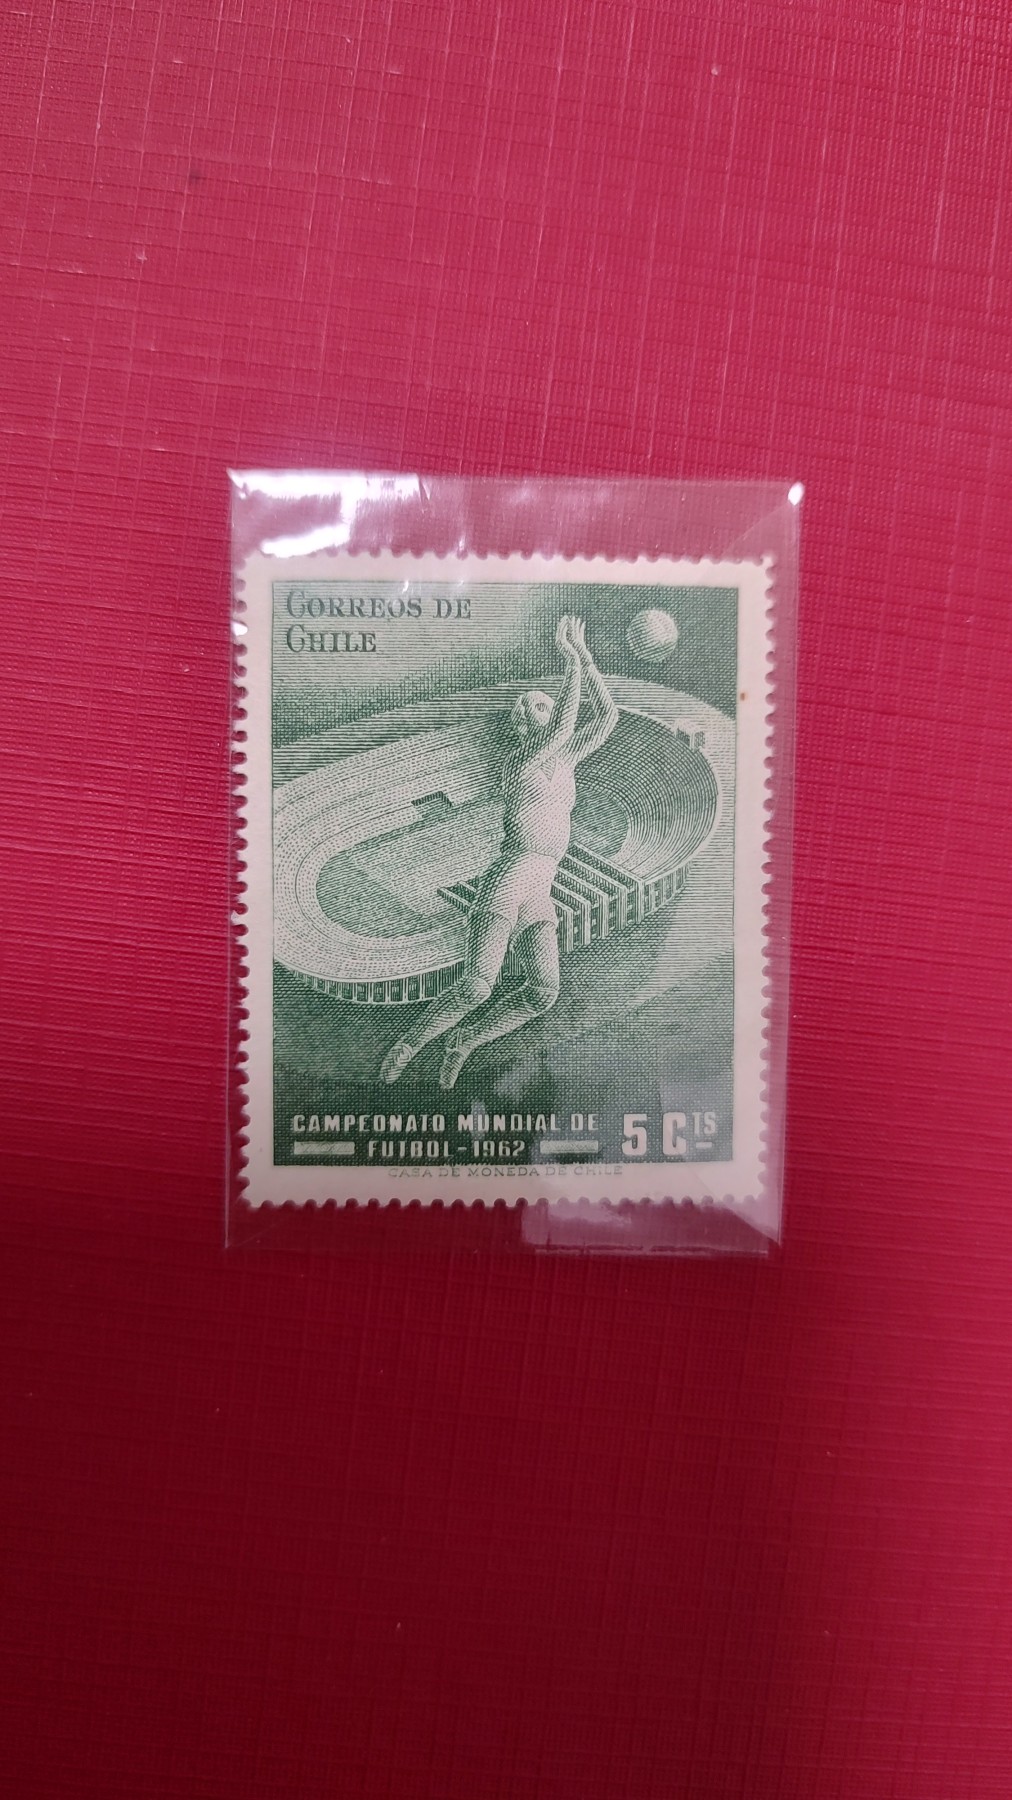 CORREOS DE
CHILE
CAMPEONATO MUNDIAL DE
FUTBOL-1962
5 CTS
CASA DE MONEDA DE CHILE